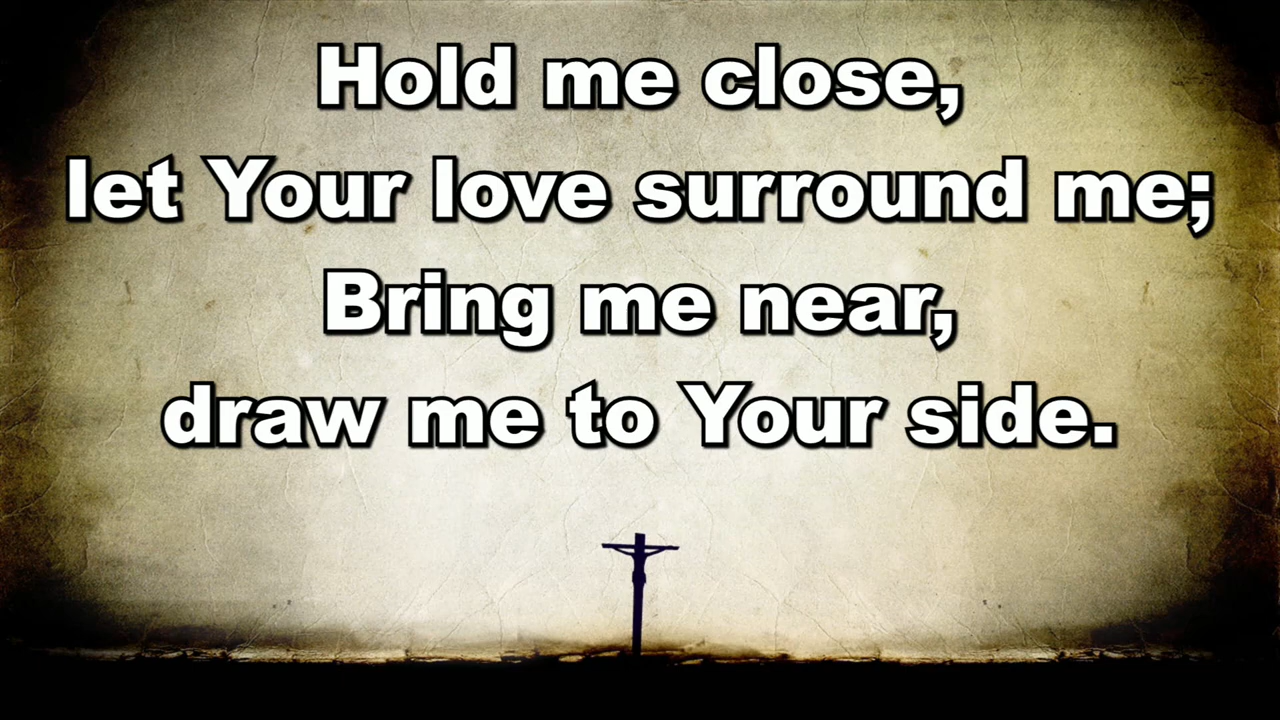 Hold me close,
let Your love surround me;
Bring me near,
draw me to Your side.